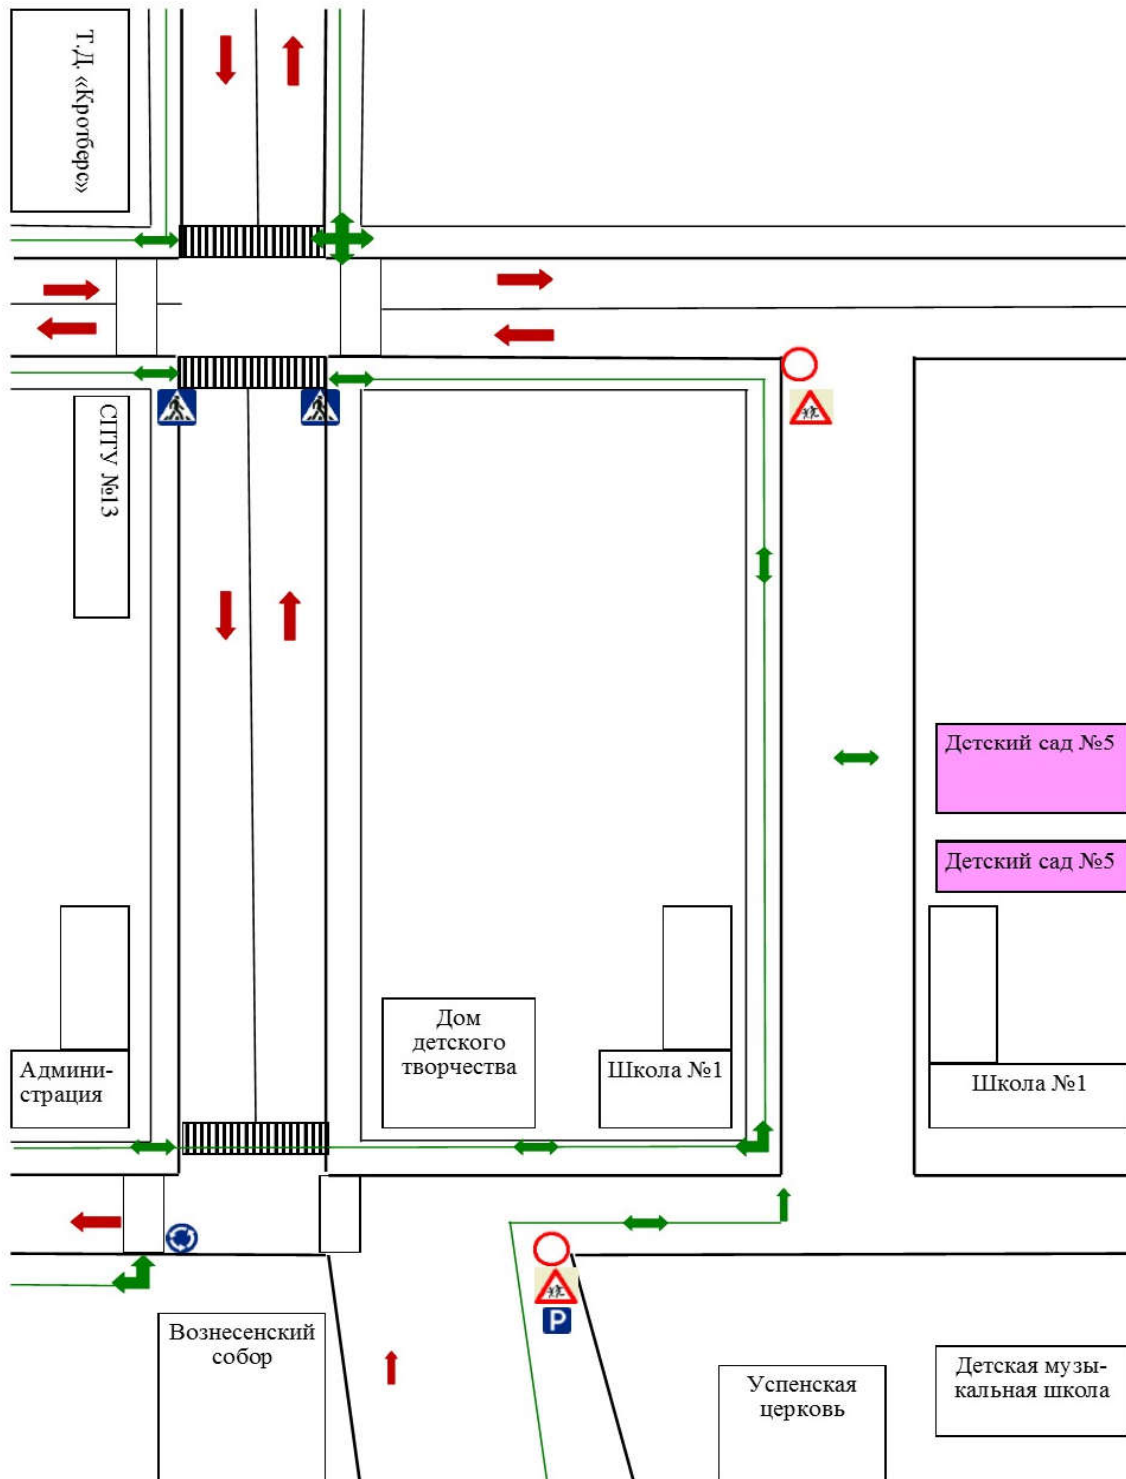 Т.Д. «Кротберс»
СПТУ №13
Детский сад №5
Детский сад №5
Дом
детского
творчества
Админи-
страция
Школа №1
Школа №1
P
Вознесенский
собор
Успенская
церковь
Детская музы-
кальная школа